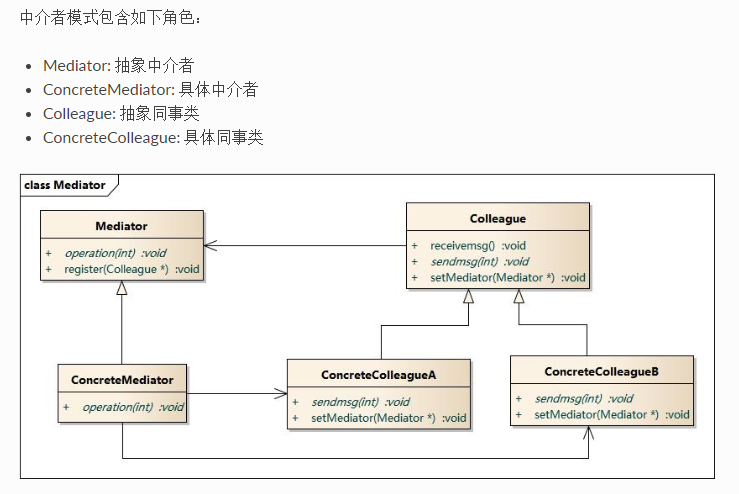 中介者模式包含如下角色：
Mediator: 抽象中介者
ConcreteMediator: 具体中介者
Colleague: 抽象同事类
ConcreteColleague: 具体同事类
class Mediator
Mediator
+ operation(int) :void
+ register(Colleague *) :void
Colleague
+ receivemsg() :void
+ sendmsg(int) :void
+ setMediator(Mediator *) :void
ConcreteMediator
+ operation(int) :void
ConcreteColleagueA
+ sendmsg(int) :void
+ setMediator(Mediator *) :void
ConcreteColleagueB
+ sendmsg(int) :void
+ setMediator(Mediator *) :void